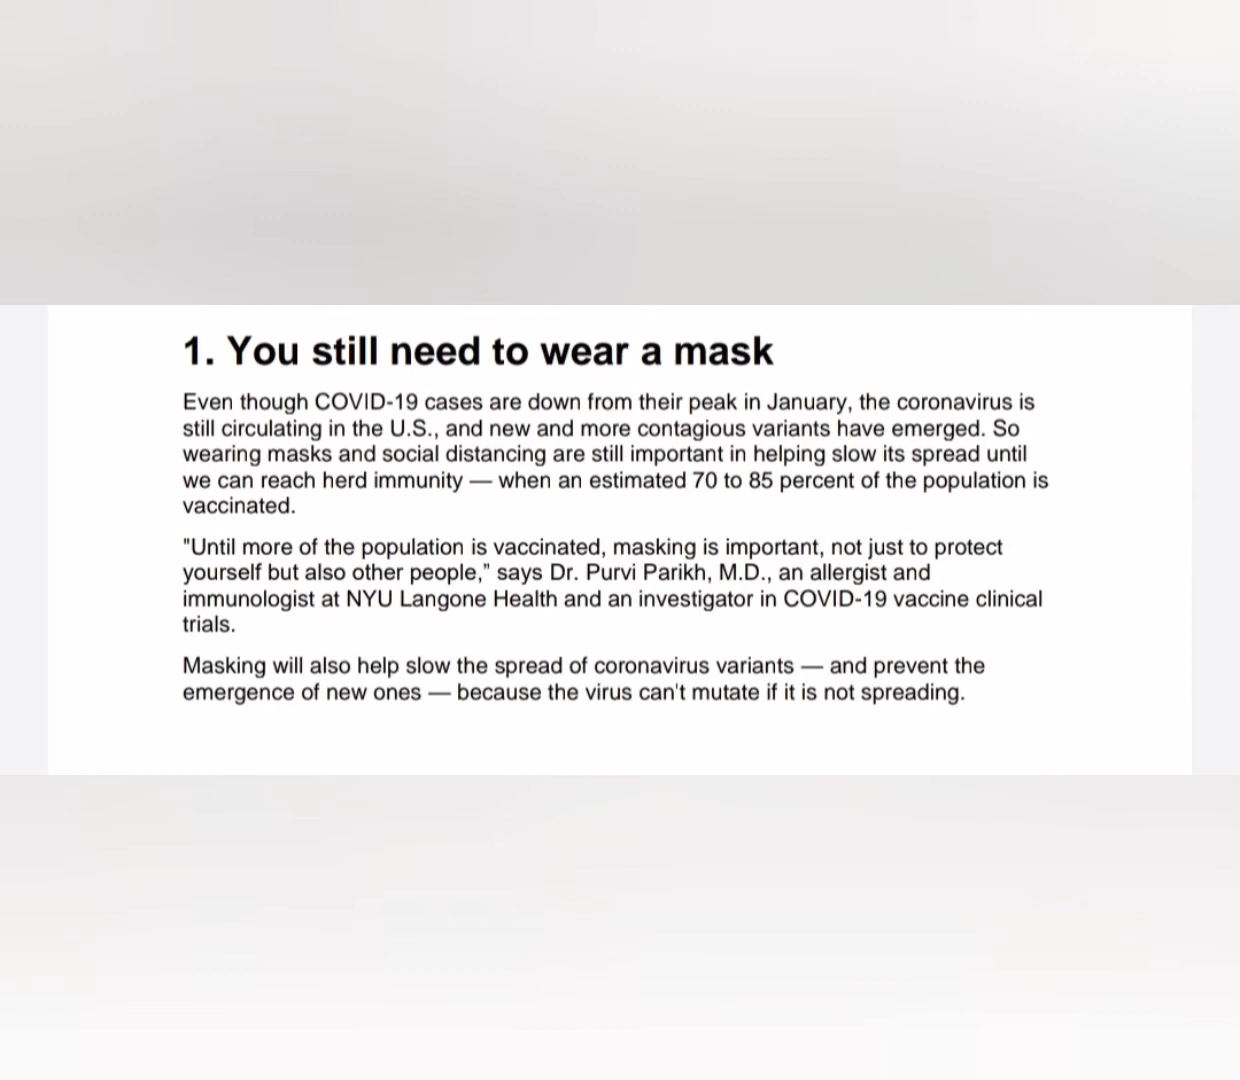 1. You still need to wear a mask
Even though COVID-19 cases are down from their peak in January, the coronavirus is
still circulating in the U.S., and new and more contagious variants have emerged. So
wearing masks and social distancing are still important in helping slow its spread until
we can reach herd immunity — when an estimated 70 to 85 percent of the population is
vaccinated.
"Until more of the population is vaccinated, masking is important, not just to protect
yourself but also other people,” says Dr. Purvi Parikh, M.D., an allergist and
immunologist at NYU Langone Health and an investigator in COVID-19 vaccine clinical
trials.
Masking will also help slow the spread of coronavirus variants — and prevent the
emergence of new ones — because the virus can't mutate if it is not spreading.